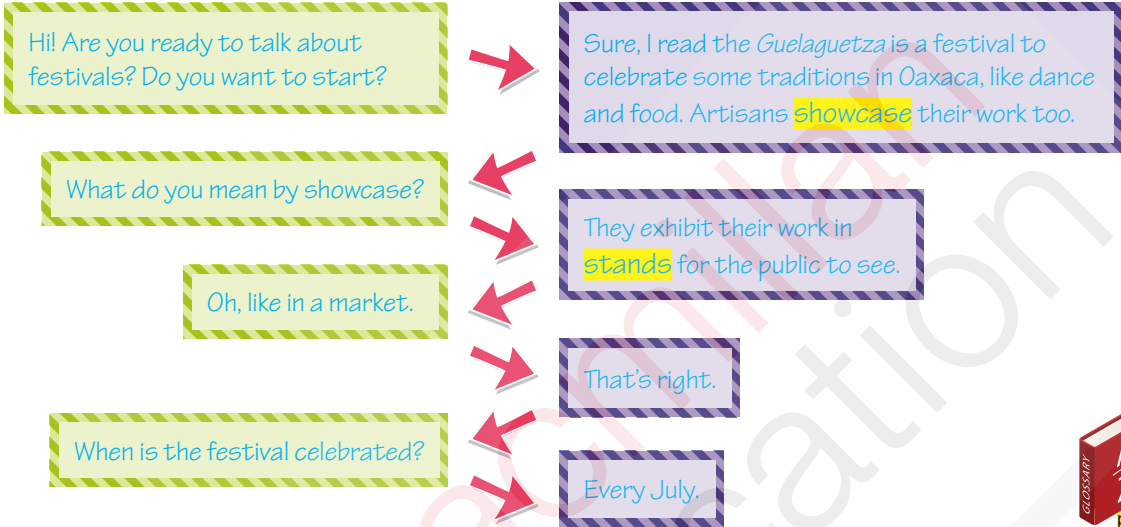 Hi! Are you ready to talk about
festivals? Do you want to start?
Sure, I read the Guelaguetza is a festival to
celebrate some traditions in Oaxaca, like dance
and food. Artisans showcase their work too.
What do you mean by showcase?
They exhibit their work in
stands for the public to see.
Oh, like in a market.
That's right.
When is the festival celebrated?
Every July.
GLOSSARY